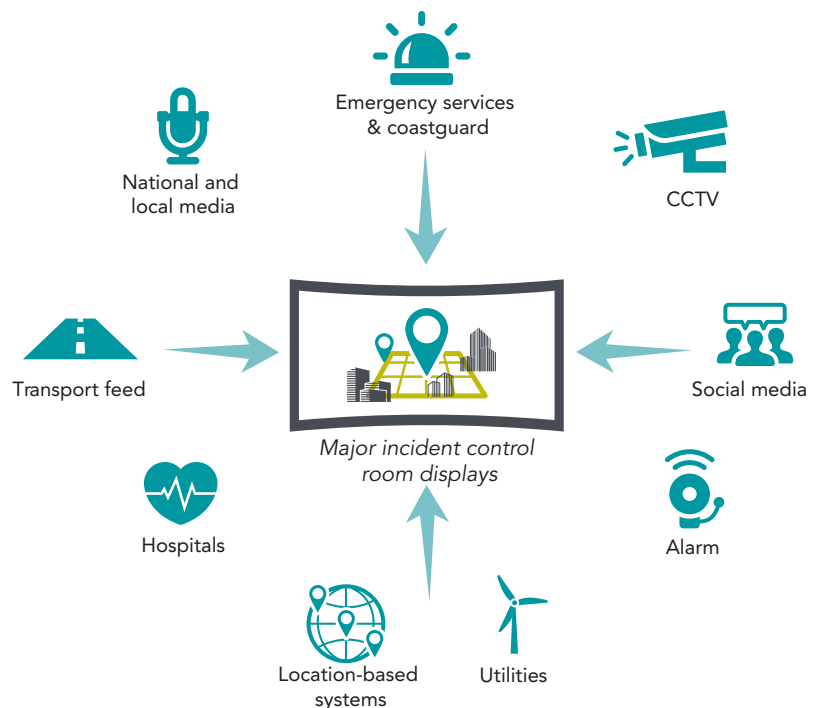 Emergency services
& coastguard
National and
local media
CCTV
Transport feed
Social media
Major incident control
room displays
Hospitals
Alarm
Location-based
systems
Utilities